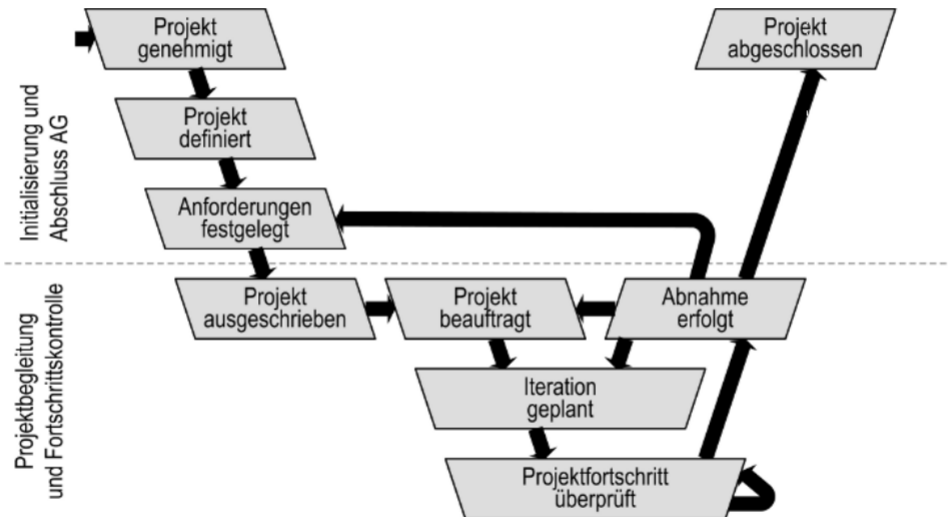 Projekt
genehmigt
Projekt
abgeschlossen
Projekt
definiert
Anforderungen
festgelegt
Initialisierung und
Abschluss AG
Projekt
ausgeschrieben
Projekt
beauftragt
Abnahme
erfolgt
Iteration
geplant
Projektfortschritt
überprüft
Projektbegleitung
und Fortschrittskontrolle